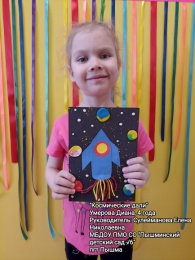 "Космические дали"
Умерова Диана, 4 года
Руководитель: Сулейманова Елена
Николаевна
МБДОУ ПМО СО "Пышминский
детский сад №6"
пгт.Пышма